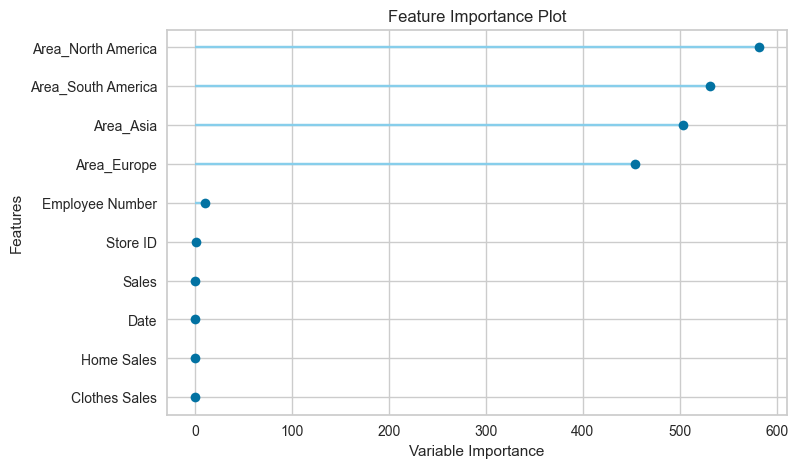 Feature Importance Plot
Area_North America
Area_South America
Area_Asia
Area_Europe
Employee Number
Store ID
Sales
Date
Home Sales
Clothes Sales
Features
0 100 200 300 400 500 600
Variable Importance